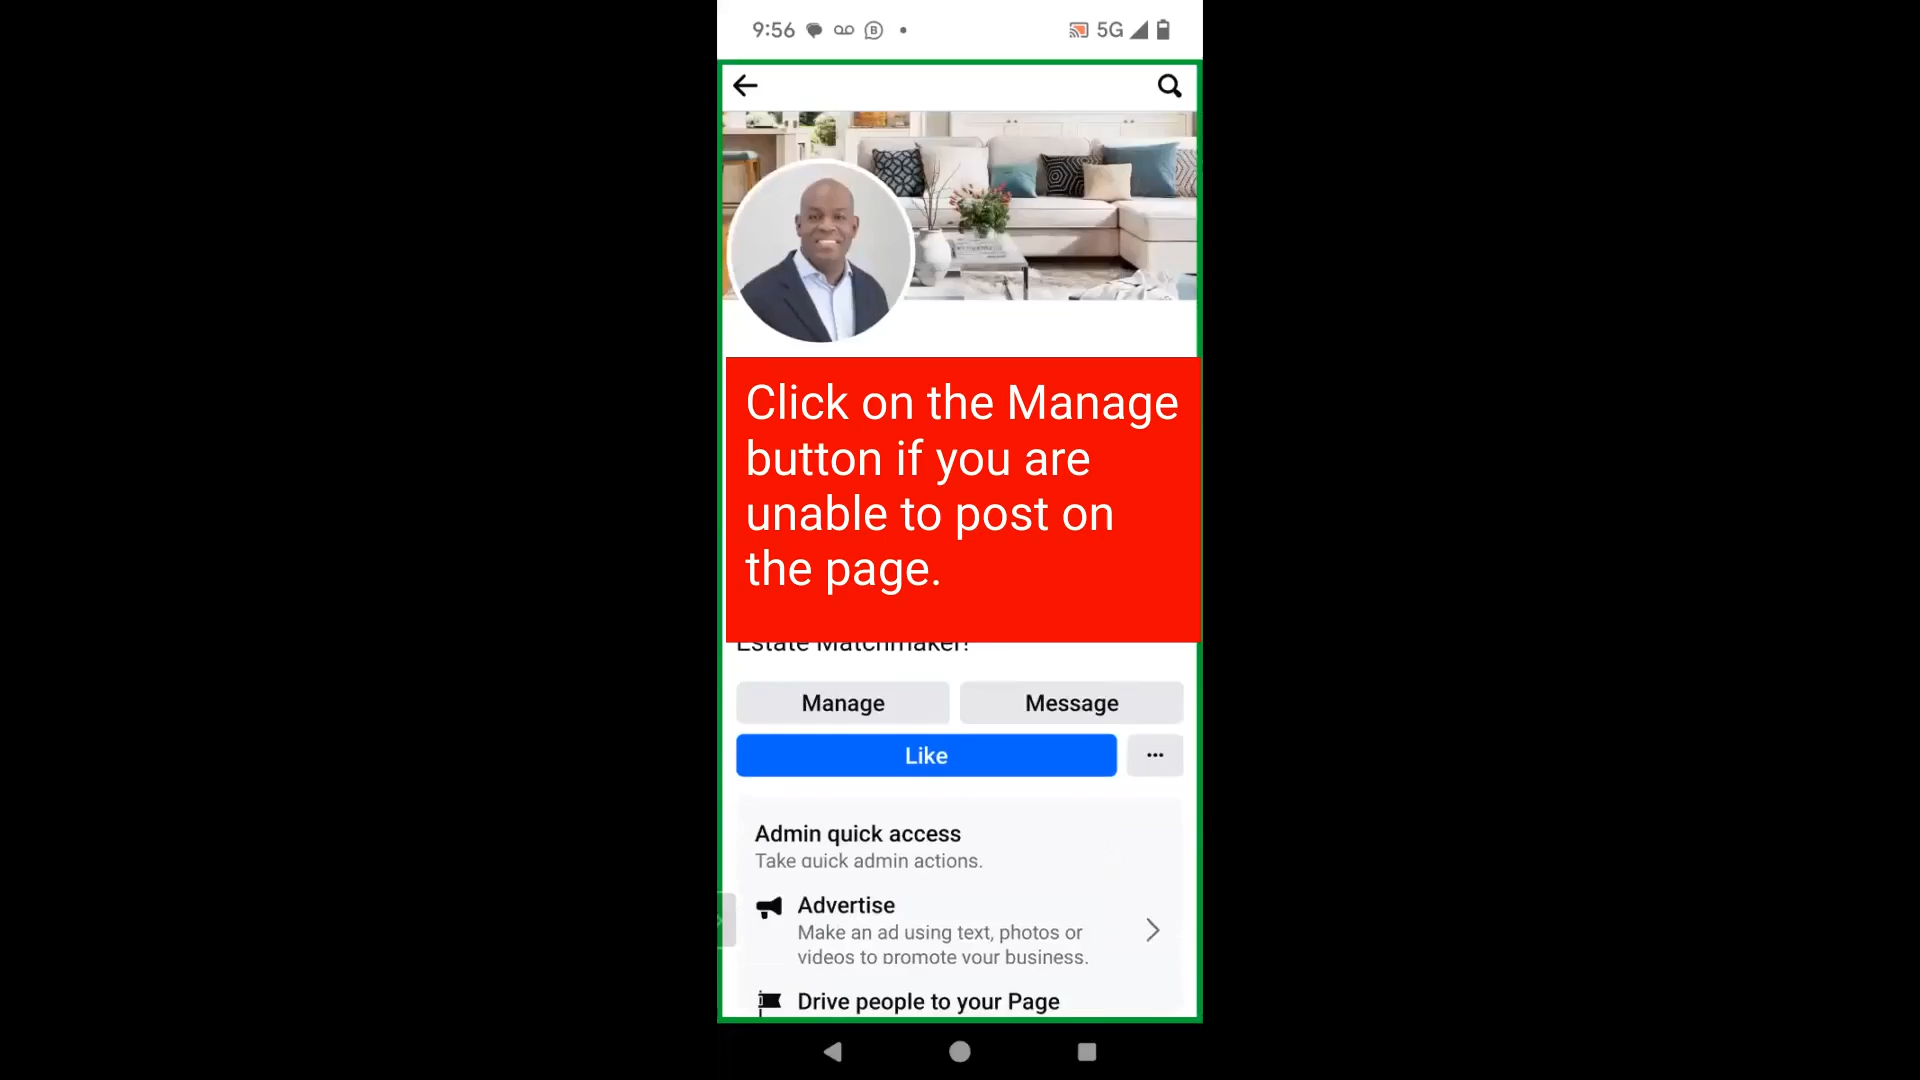 9:56
5G
Click on the Manage
button if you are
unable to post on
the page.
Estate Matchmaker!
Manage
Message
Like
Admin quick access
Take quick admin actions.
Advertise
Make an ad using text, photos or
videos to promote your business.
Drive people to your Page